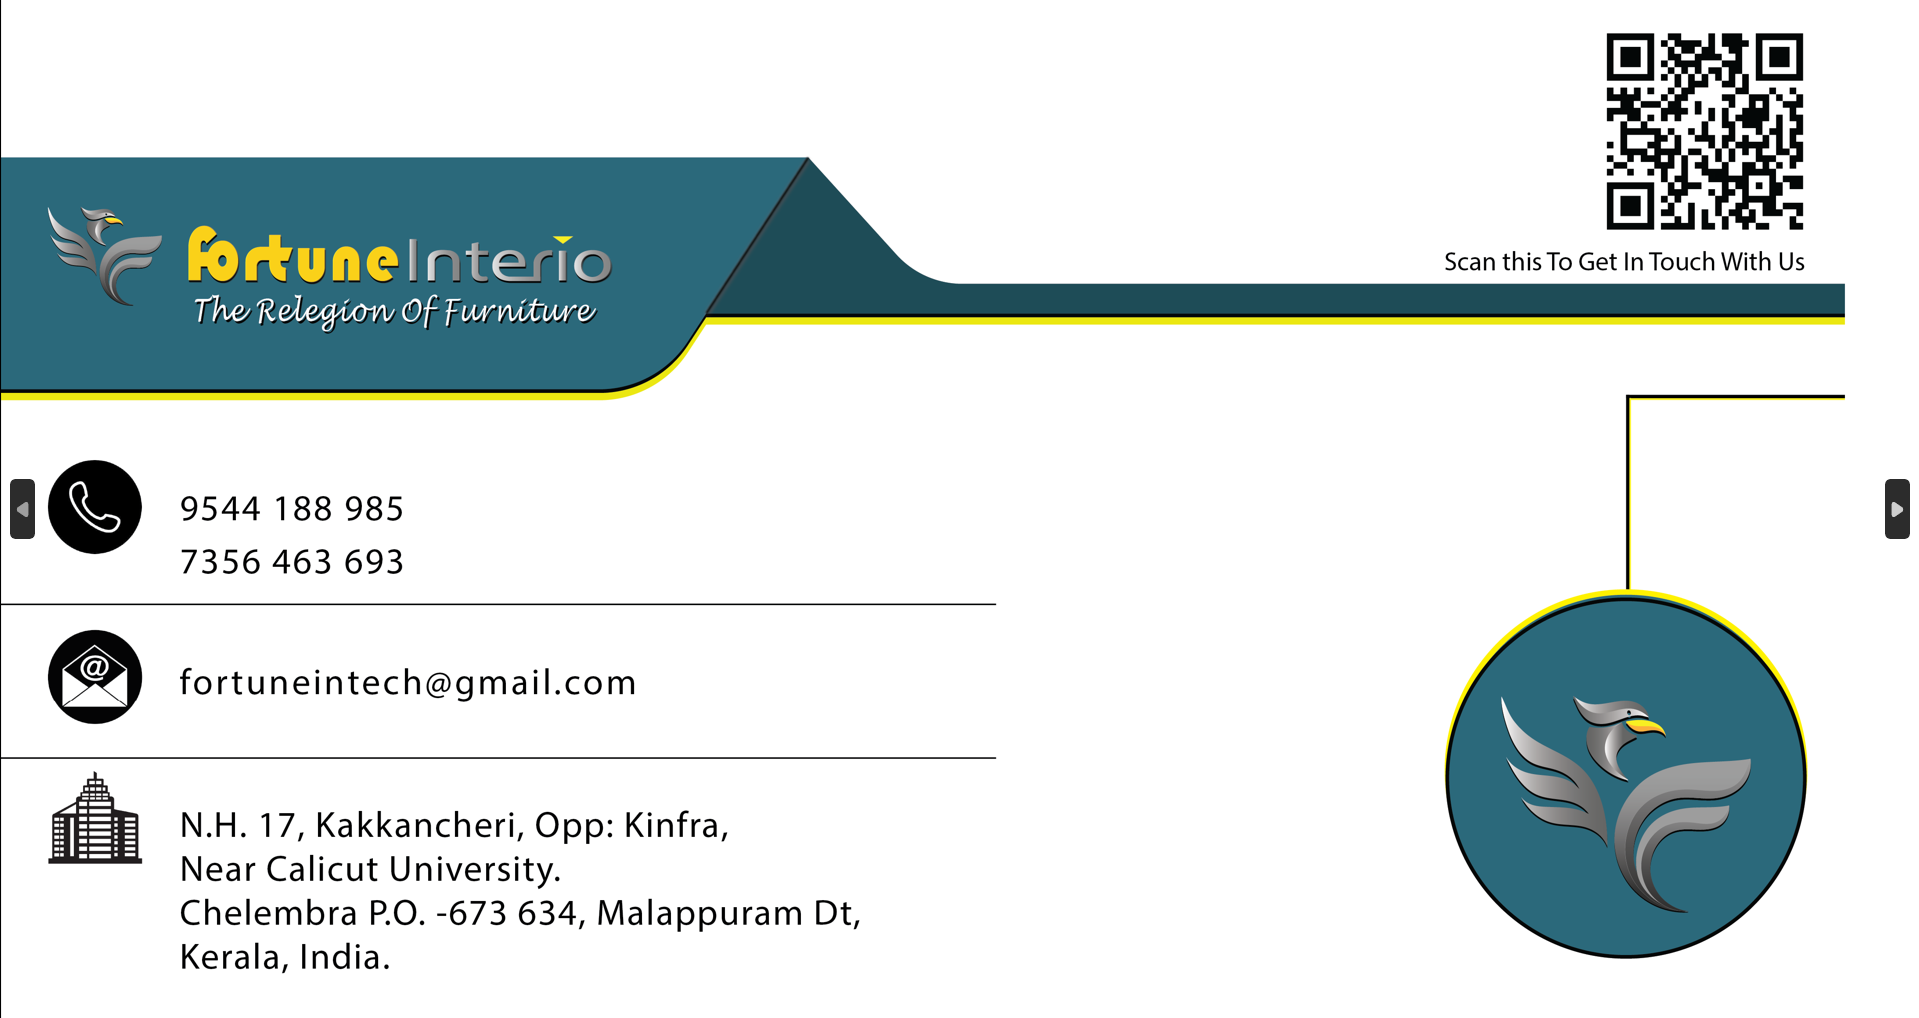 Scan this To Get In Touch With Us
fortune Interio
The Relegion Of Furniture
9544 188 985
7356 463 693
@
fortuneintech@gmail.com
N.H. 17, Kakkancheri, Opp: Kinfra,
Near Calicut University.
Chelembra P.O. -673 634, Malappuram Dt,
Kerala, India.